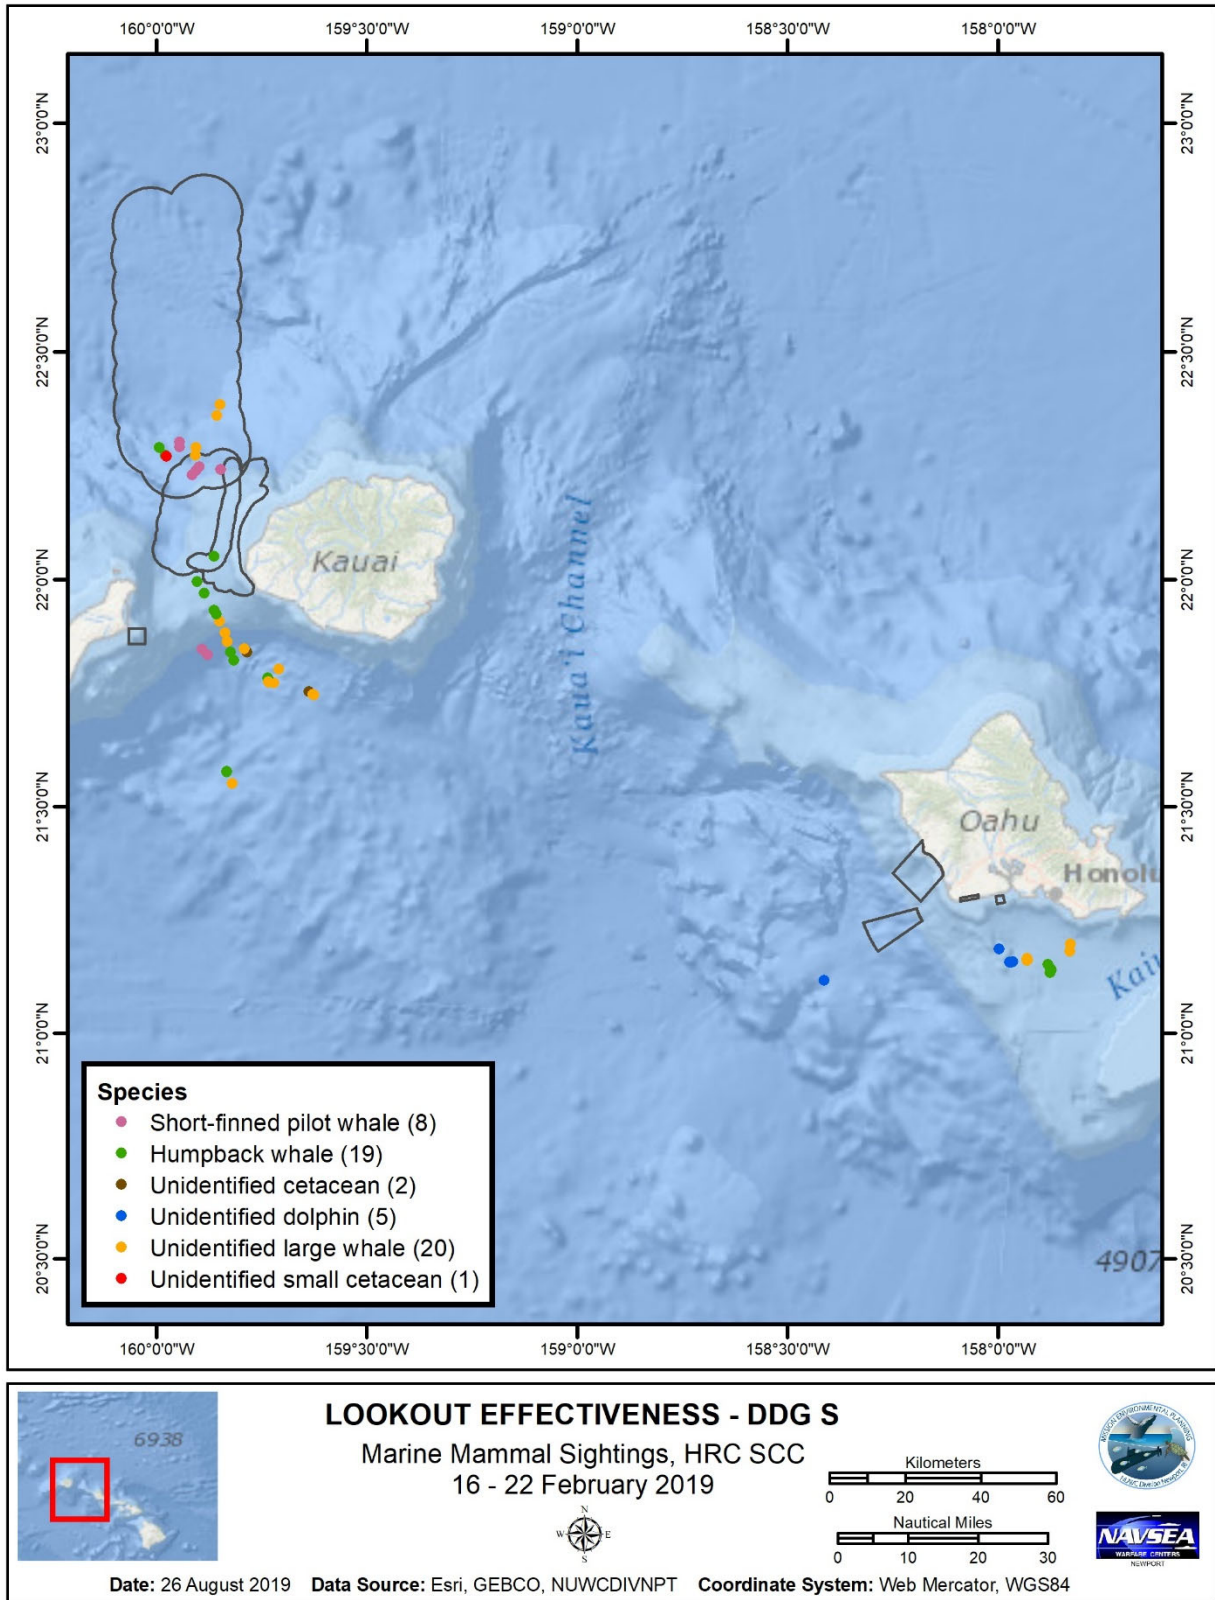 160°0'0"W 159°30'0"W 159°0'0"W 158°30'0"W 158°0'0"W
23°0'0"N 23°0'0"N
22°30'0"N 22°30'0"N
Kauai
22°0'0"N 22°0'0"N
Kaua'i Channel
21°30'0"N 21°30'0"N
Oahu
Honolu
Kaiw
21°0'0"N 21°0'0"N
Species
Short-finned pilot whale (8)
Humpback whale (19)
Unidentified cetacean (2)
Unidentified dolphin (5)
Unidentified large whale (20)
Unidentified small cetacean (1)
20°30'0"N 20°30'0"N
4907
160°0'0"W 159°30'0"W 159°0'0"W 158°30'0"W 158°0'0"W
6938
LOOKOUT EFFECTIVENESS - DDG S
Marine Mammal Sightings, HRC SCC
16 - 22 February 2019
N
W E
S
Kilometers
0 20 40 60
Nautical Miles
0 10 20 30
MISSION ENVIRONMENTAL PLANNING
NAVSEA
WARFARE CENTERS
NEWPORT
Date: 26 August 2019 Data Source: Esri, GEBCO, NUWCDIVNPT Coordinate System: Web Mercator, WGS84